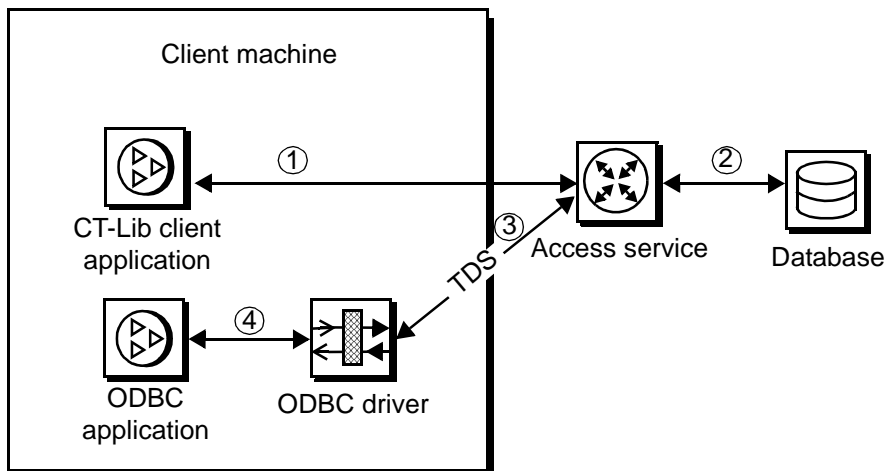 Client machine
①
②
CT-Lib client
application
③
TDS
Access service
Database
④
ODBC
application
ODBC driver